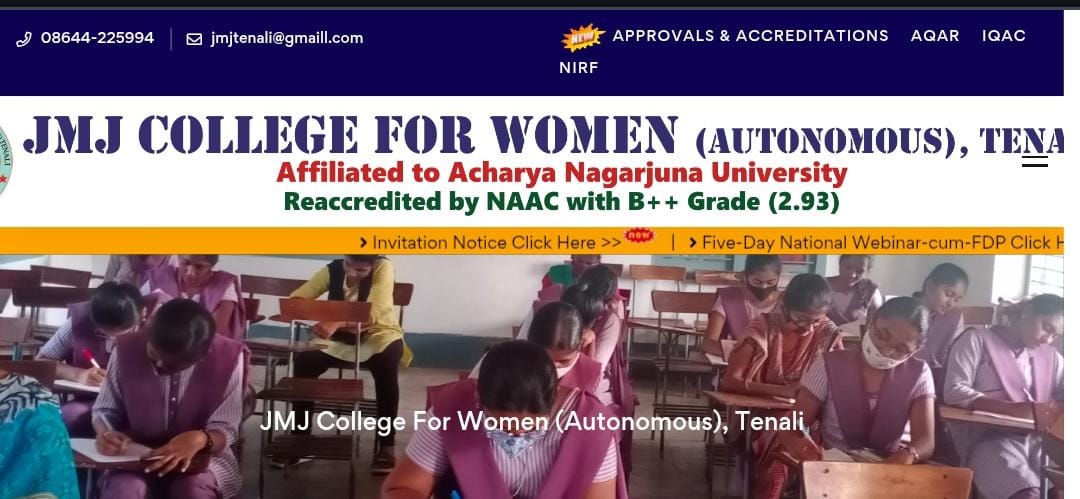 08644-225994 jmjtenali@gmaill.com NEW APPROVALS & ACCREDITATIONS AQAR IQAC
NIRF
JMJ COLLEGE FOR WOMEN (AUTONOMOUS), TENA
Affiliated to Acharya Nagarjuna University
Reaccredited by NAAC with B++ Grade (2.93)
Invitation Notice Click Here >> new | Five-Day National Webinar-cum-FDP Click H
JMJ College For Women (Autonomous), Tenali